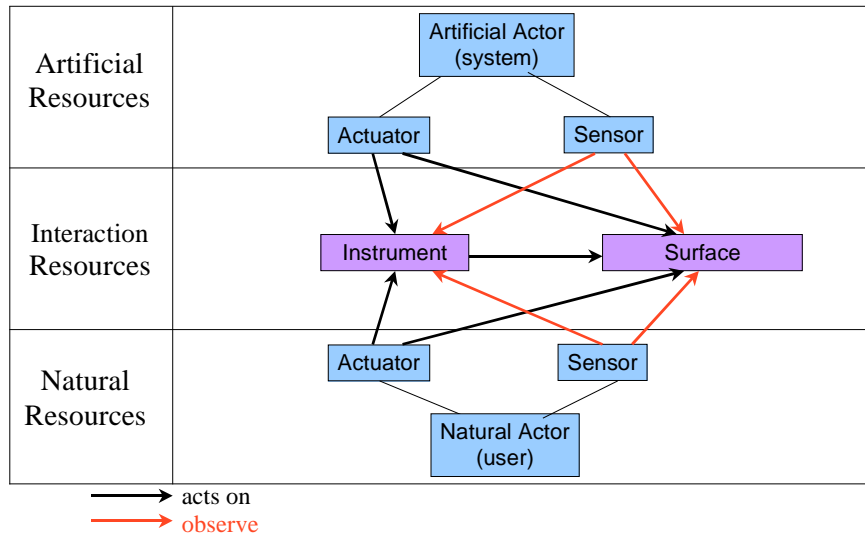 Artificial Actor
(system)
Artificial
Resources
Actuator
Sensor
Interaction
Resources
Instrument
Surface
Actuator
Sensor
Natural
Resources
Natural Actor
(user)
acts on
observe